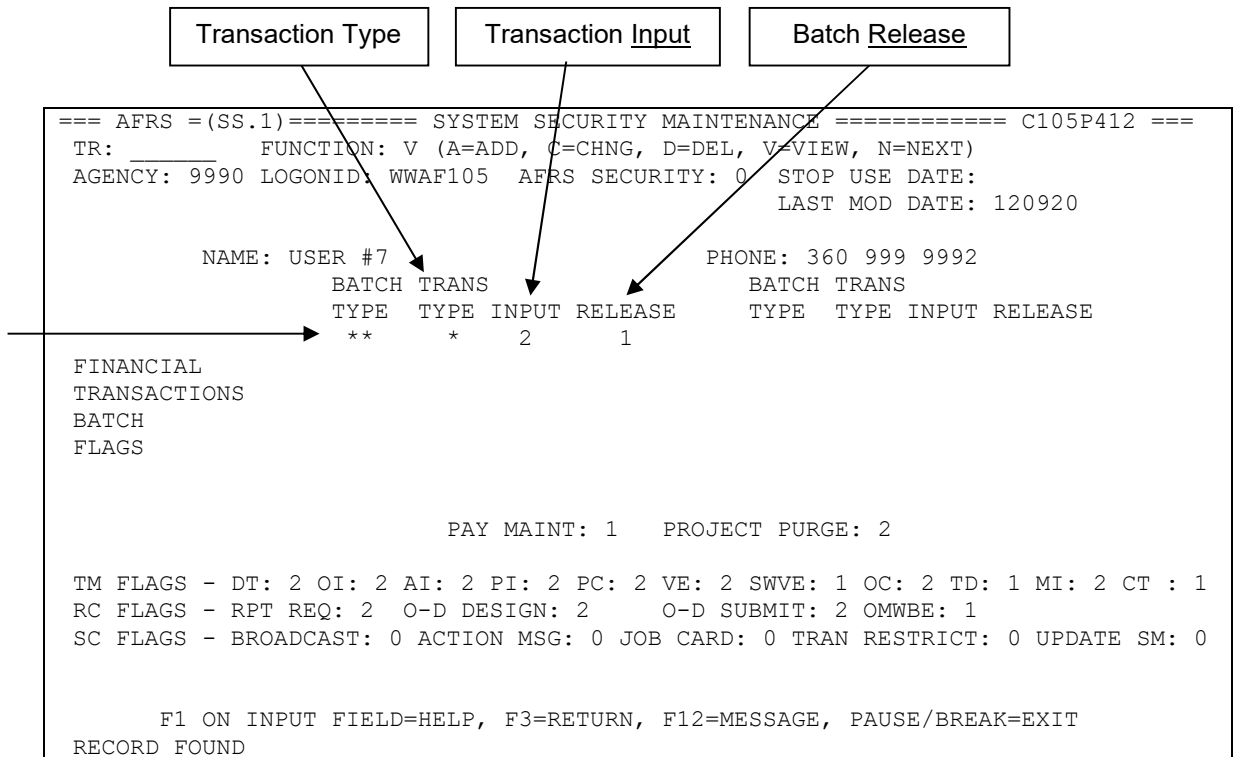 Transaction Type Transaction Input Batch Release
=== AFRS =(SS.1)========= SYSTEM SECURITY MAINTENANCE ============ C105P412 ===
TR: ______ FUNCTION: V (A=ADD, C=CHNG, D=DEL, V=VIEW, N=NEXT)
AGENCY: 9990 LOGONID: WWAF105 AFRS SECURITY: 0 STOP USE DATE:
LAST MOD DATE: 120920
NAME: USER #7 PHONE: 360 999 9992
BATCH TRANS BATCH TRANS
TYPE TYPE INPUT RELEASE TYPE TYPE INPUT RELEASE
** * 2 1
FINANCIAL
TRANSACTIONS
BATCH
FLAGS
PAY MAINT: 1 PROJECT PURGE: 2
TM FLAGS - DT: 2 OI: 2 AI: 2 PI: 2 PC: 2 VE: 2 SWVE: 1 OC: 2 TD: 1 MI: 2 CT : 1
RC FLAGS - RPT REQ: 2 O-D DESIGN: 2 O-D SUBMIT: 2 OMWBE: 1
SC FLAGS - BROADCAST: 0 ACTION MSG: 0 JOB CARD: 0 TRAN RESTRICT: 0 UPDATE SM: 0
F1 ON INPUT FIELD=HELP, F3=RETURN, F12=MESSAGE, PAUSE/BREAK=EXIT
RECORD FOUND